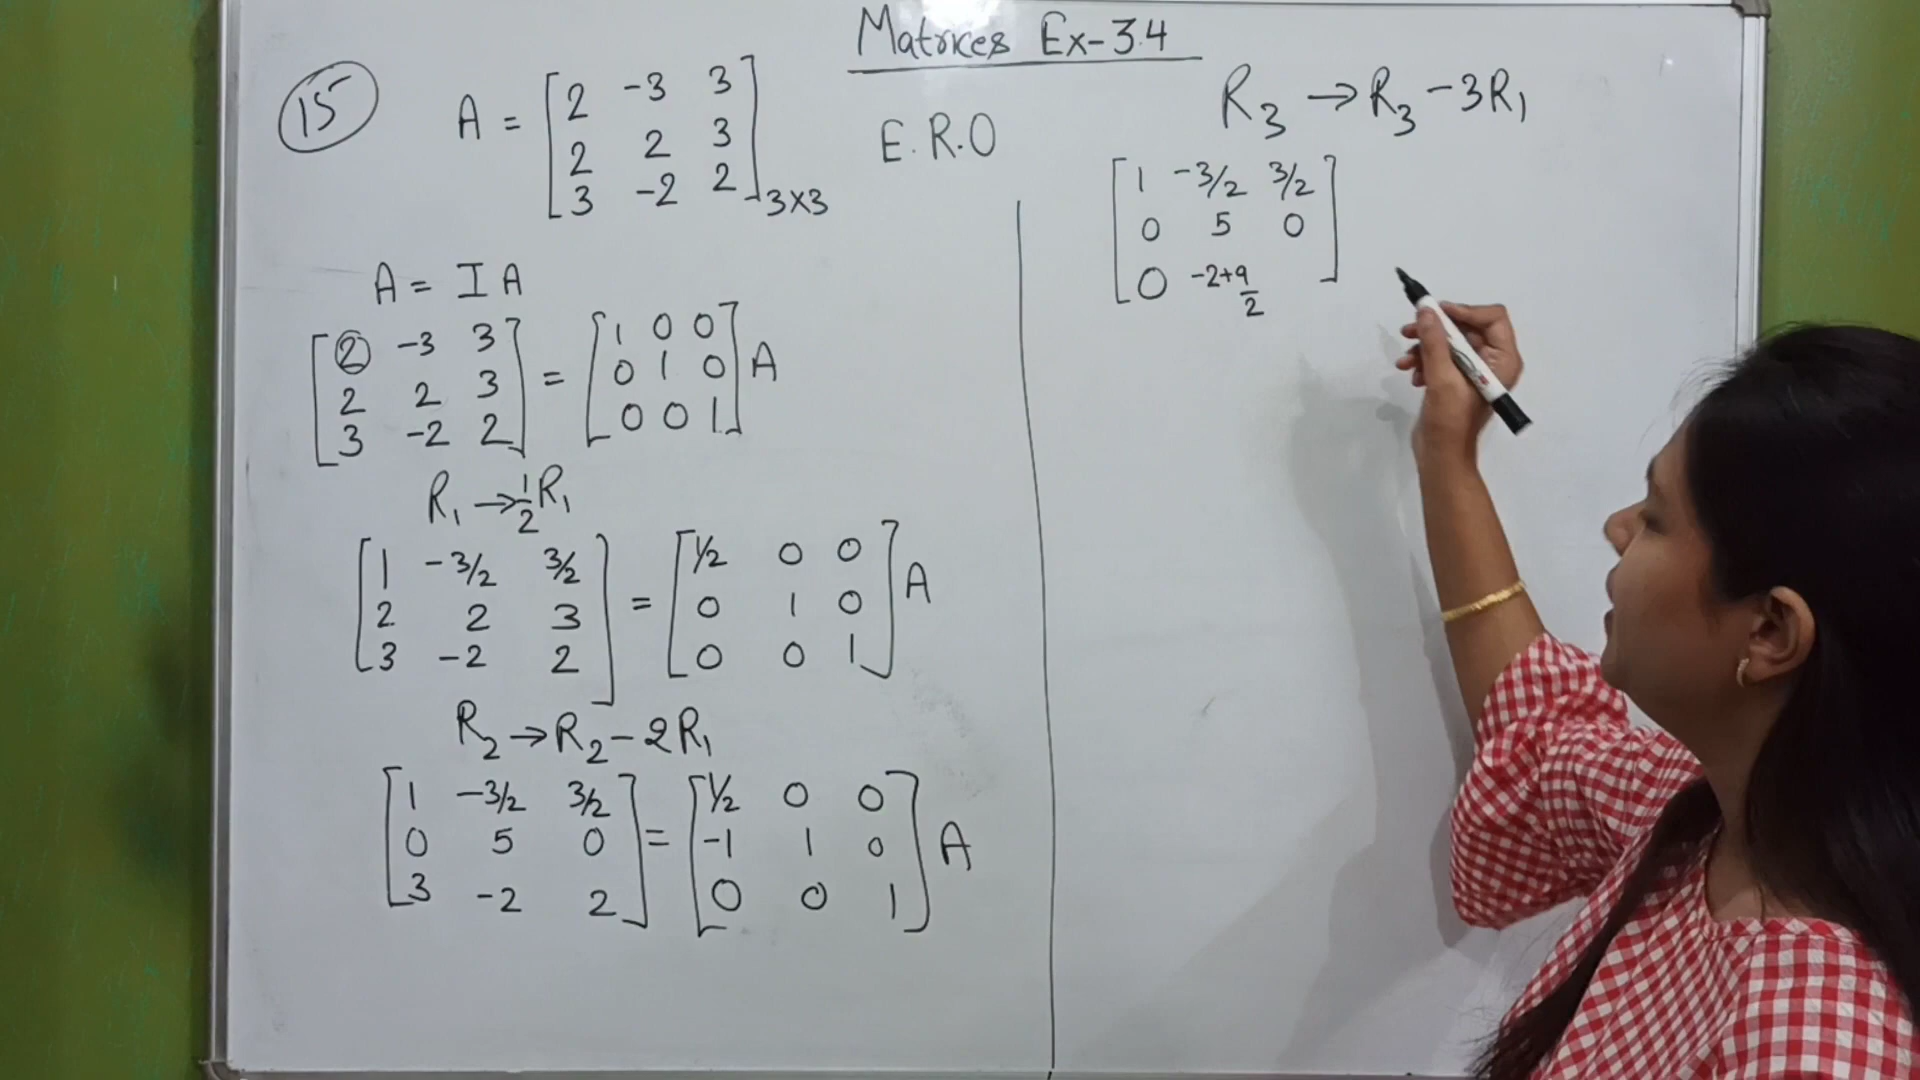 Matrices Ex-3.4
15
A = [2 -3 3
2 2 3
3 -2 2] 3×3
E.R.O
A = I A
[2 -3 3
2 2 3
3 -2 2] = [1 0 0
0 1 0
0 0 1] A
R₁ → 1/2 R₁
[1 -3/2 3/2
2 2 3
3 -2 2] = [1/2 0 0
0 1 0
0 0 1] A
R₂ → R₂ - 2R₁
[1 -3/2 3/2
0 5 0
3 -2 2] = [1/2 0 0
-1 1 0
0 0 1] A
R₃ → R₃ - 3R₁
[1 -3/2 3/2
0 5 0
0 -2+9/2 ]